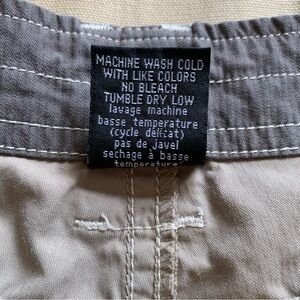 MACHINE WASH COLD
WITH LIKE COLORS
NO BLEACH
TUMBLE DRY LOW
lavage machine
basse temperature
(cycle delicat)
pas de javel
sechage à basse
temperature